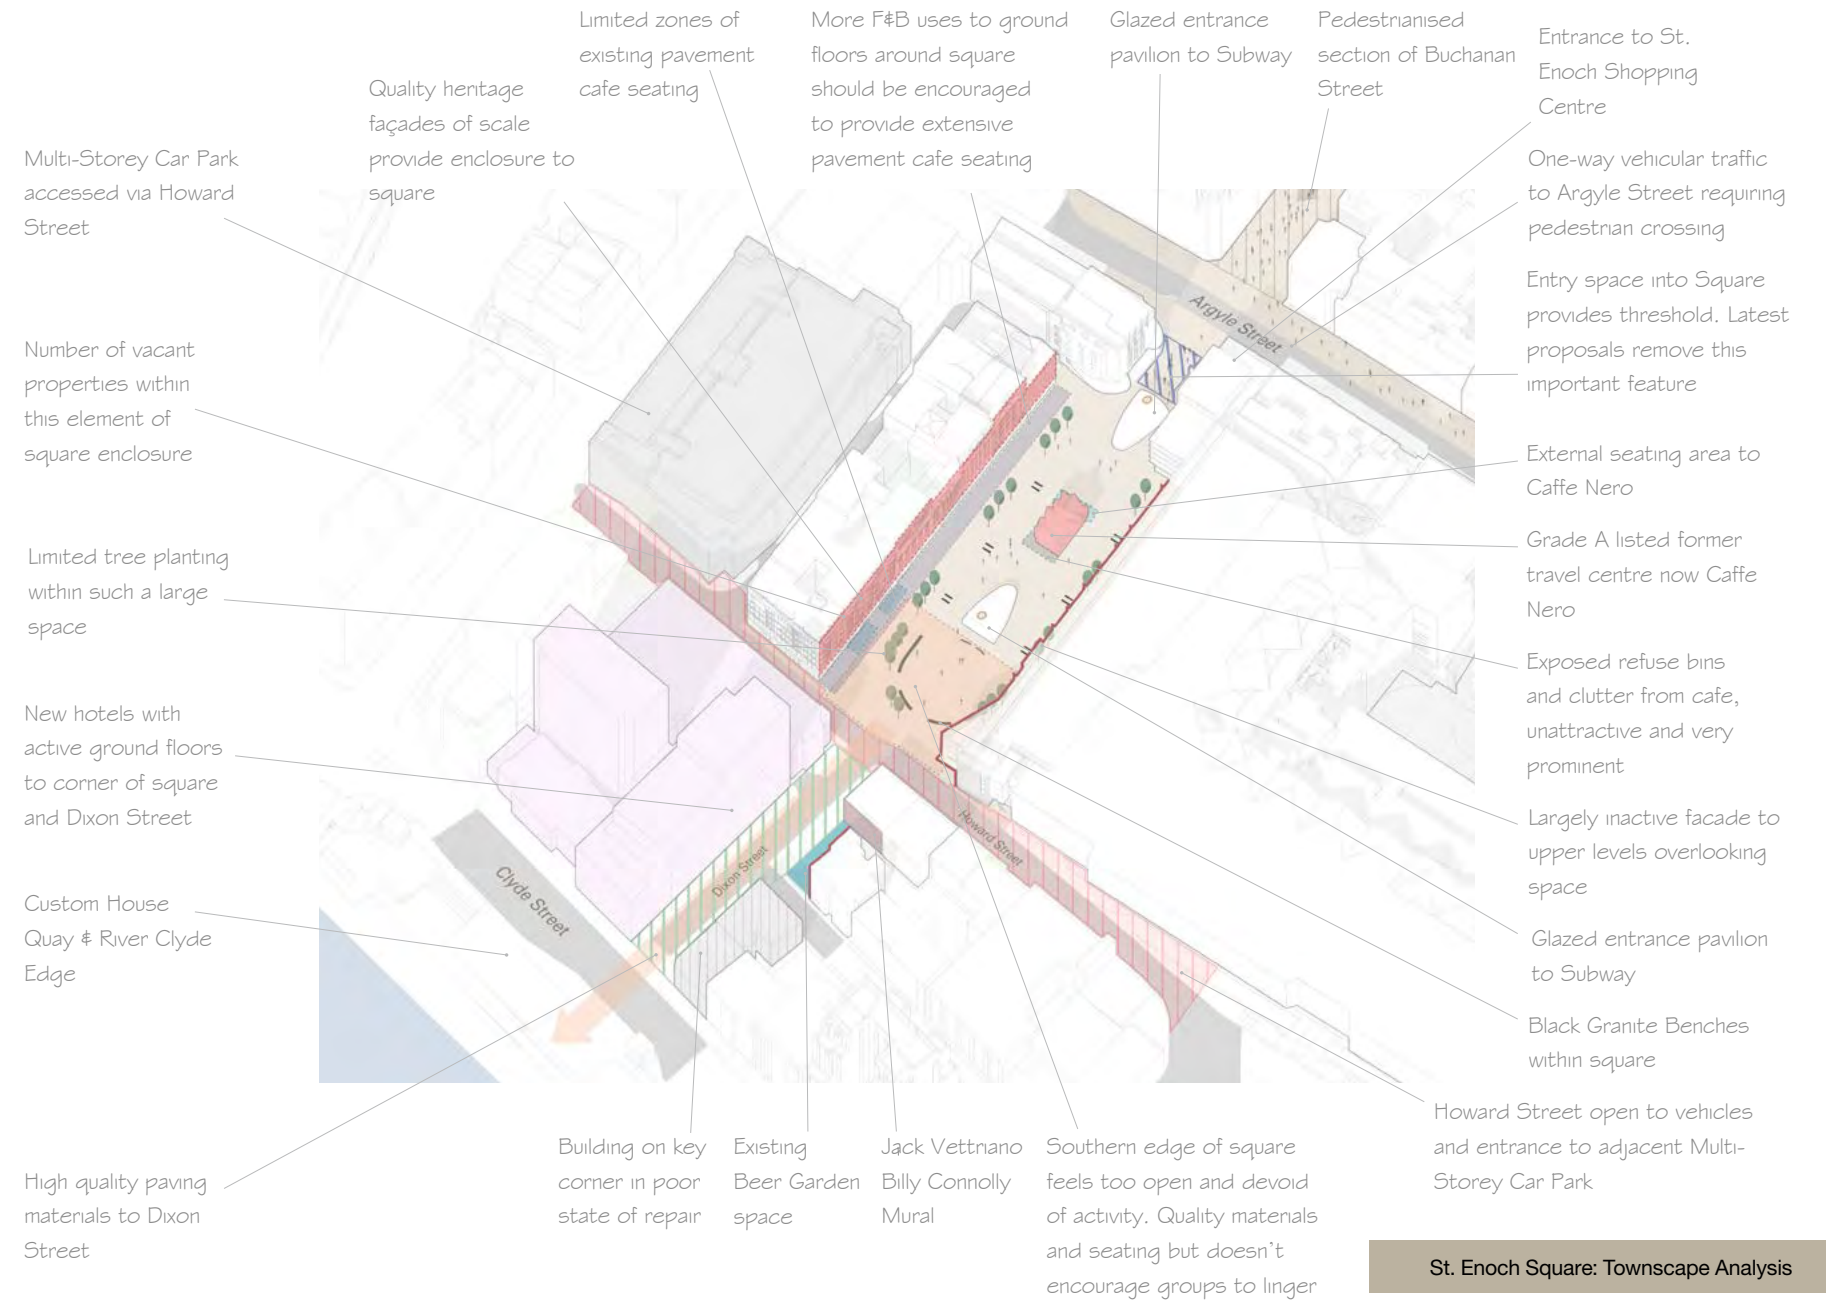 Limited zones of
existing pavement
cafe seating
More F&B uses to ground
floors around square
should be encouraged
to provide extensive
pavement cafe seating
Glazed entrance
pavilion to Subway
Pedestrianised
section of Buchanan
Street
Entrance to St.
Enoch Shopping
Centre
Quality heritage
façades of scale
provide enclosure to
square
Multi-Storey Car Park
accessed via Howard
Street
One-way vehicular traffic
to Argyle Street requiring
pedestrian crossing
Entry space into Square
provides threshold. Latest
proposals remove this
important feature
Number of vacant
properties within
this element of
square enclosure
External seating area to
Caffe Nero
Grade A listed former
travel centre now Caffe
Nero
Limited tree planting
within such a large
space
Exposed refuse bins
and clutter from cafe,
unattractive and very
prominent
New hotels with
active ground floors
to corner of square
and Dixon Street
Largely inactive facade to
upper levels overlooking
space
Custom House
Quay & River Clyde
Edge
Glazed entrance pavilion
to Subway
Black Granite Benches
within square
Howard Street open to vehicles
and entrance to adjacent Multi-
Storey Car Park
High quality paving
materials to Dixon
Street
Building on key
corner in poor
state of repair
Existing
Beer Garden
space
Jack Vettriano
Billy Connolly
Mural
Southern edge of square
feels too open and devoid
of activity. Quality materials
and seating but doesn't
encourage groups to linger
Argyle Street
Howard Street
Dixon Street
Clyde Street
St. Enoch Square: Townscape Analysis